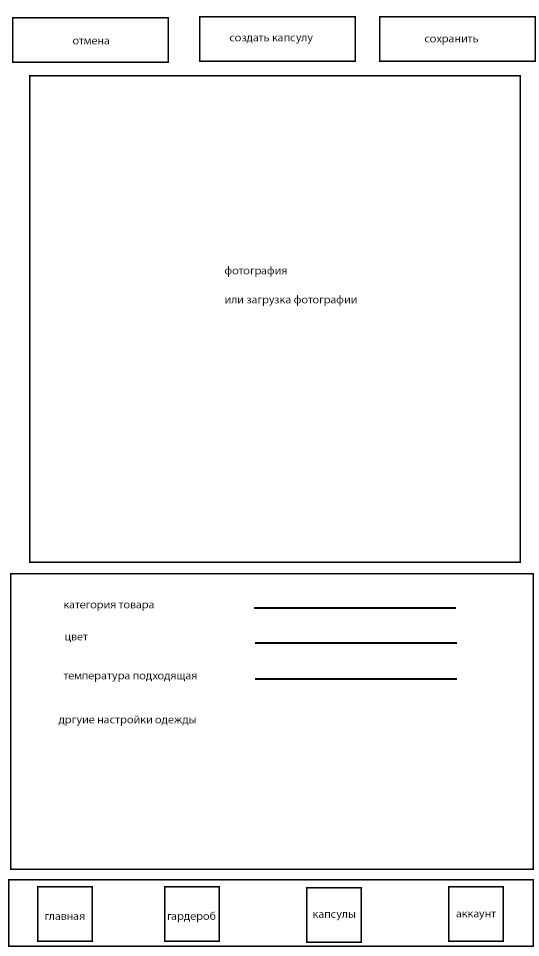 отмена
создать капсулу
сохранить
фотография
или загрузка фотографии
категория товара
цвет
температура подходящая
дргуие настройки одежды
главная
гардероб
капсулы
аккаунт